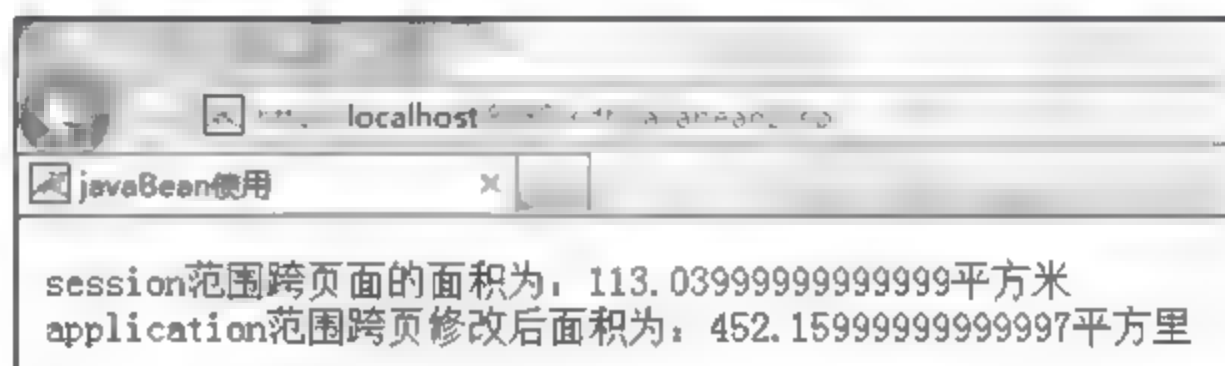 localhost
javaBean使用
session范围跨页面的面积为：113.03999999999999平方米
application范围跨页修改后面积为：452.15999999999997平方里